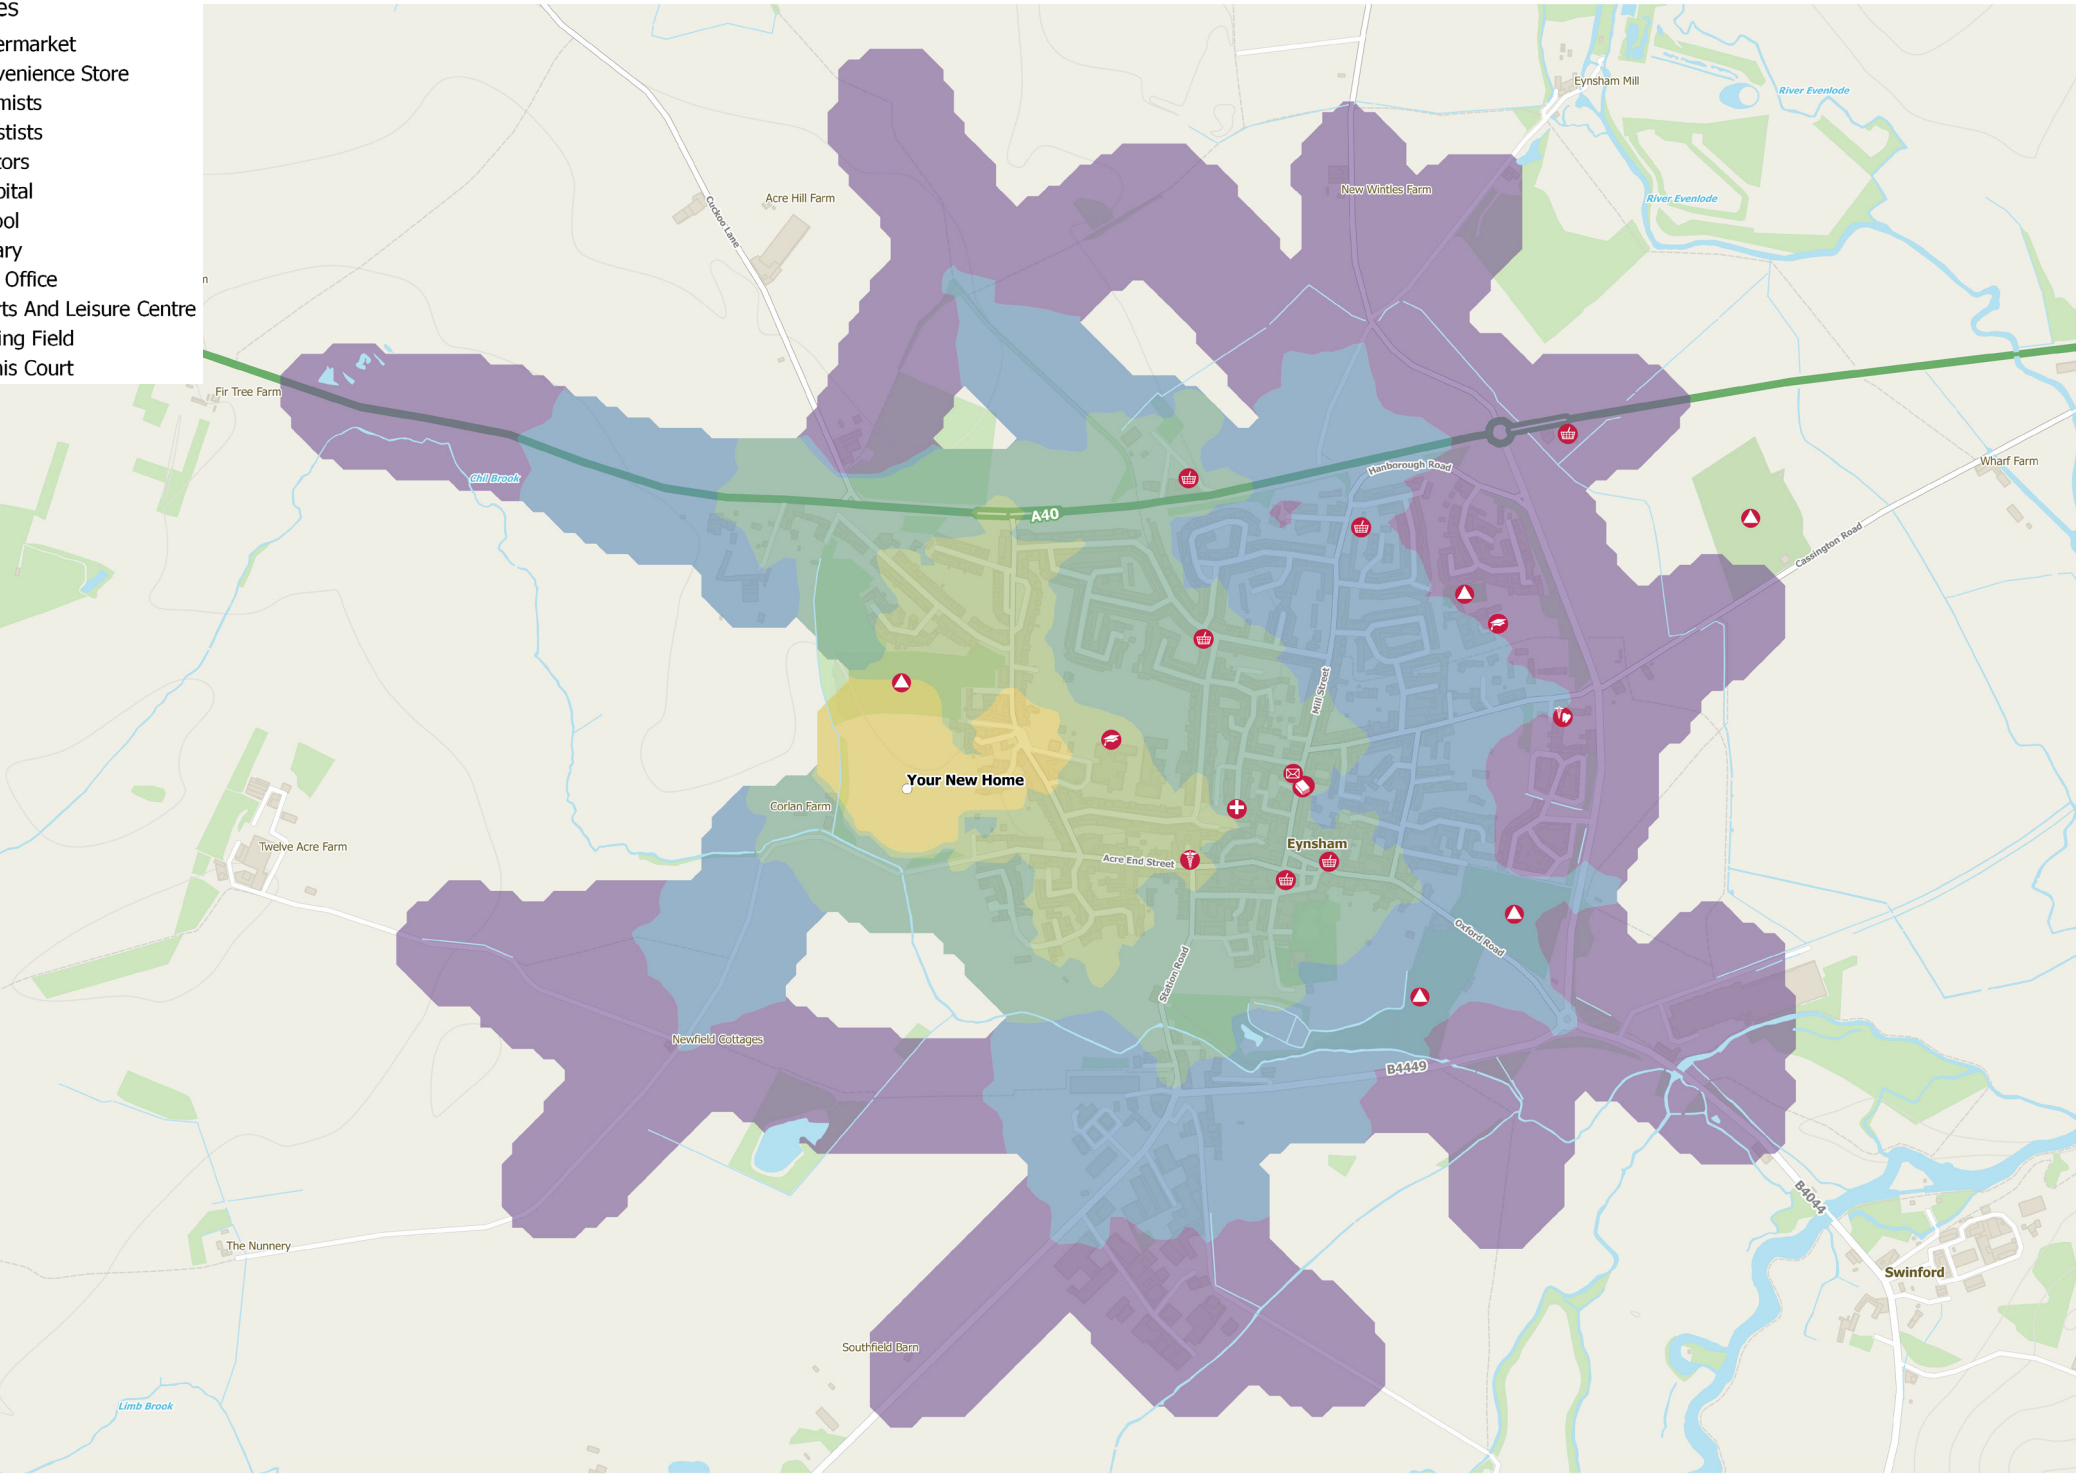 es
ermarket
venience Store
mists
stists
tors
pital
ool
ary
Office
rts And Leisure Centre
ing Field
nis Court
m
Eynsham Mill
River Evenlode
New Wintles Farm
River Evenlode
Acre Hill Farm
Cuckoo Lane
Fir Tree Farm
Chil Brook
Hanborough Road
Wharf Farm
A40
Cassington Road
Mill Street
Your New Home
Corlan Farm
Twelve Acre Farm
Eynsham
Acre End Street
Oxford Road
Station Road
Newfield Cottages
B4449
B4044
The Nunnery
Swinford
Southfield Barn
Limb Brook